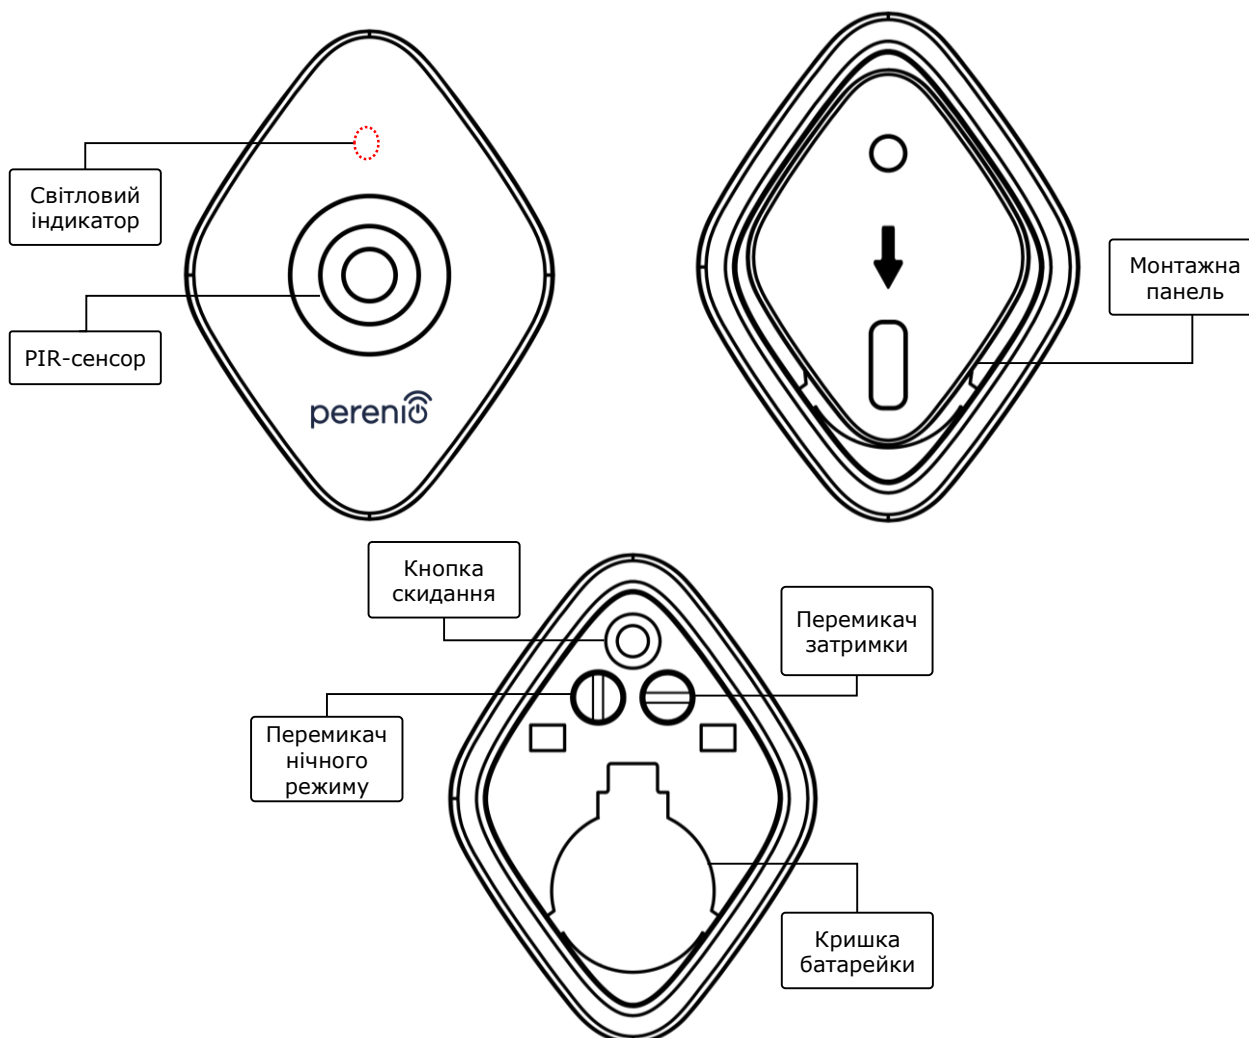 Світловий
індикатор
PIR-сенсор
perenio
Монтажна
панель
Кнопка
скидання
Перемикач
затримки
Перемикач
нічного
режиму
Кришка
батарейки